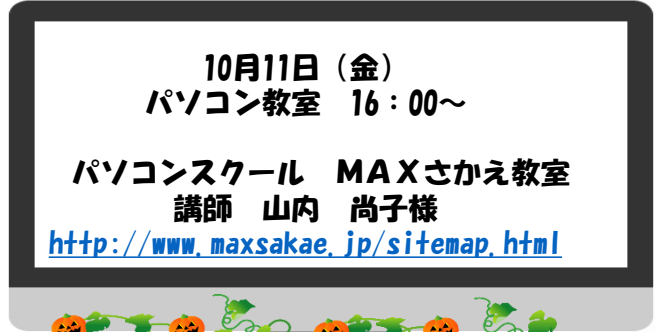 10月11日（金）
パソコン教室　16：00～
パソコンスクール　ＭＡＸさかえ教室
講師　山内　尚子様
http://www.maxsakae.jp/sitemap.html